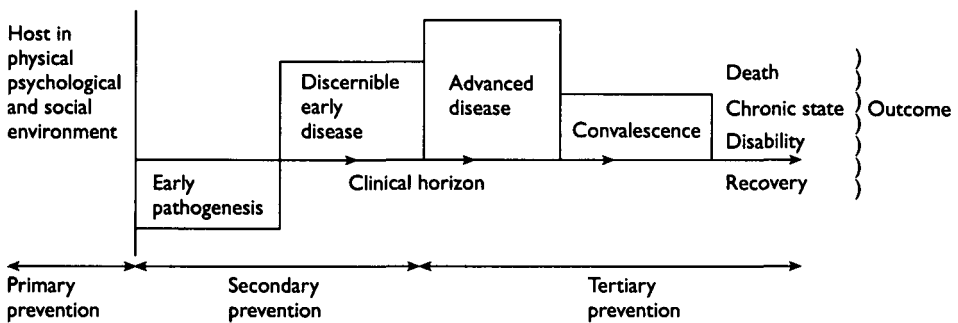 Host in
physical
psychological
and social
environment
Early
pathogenesis
Discernible
early
disease
Clinical horizon
Advanced
disease
Convalescence
Death
Chronic state
Disability
Recovery
Outcome
Primary
prevention
Secondary
prevention
Tertiary
prevention